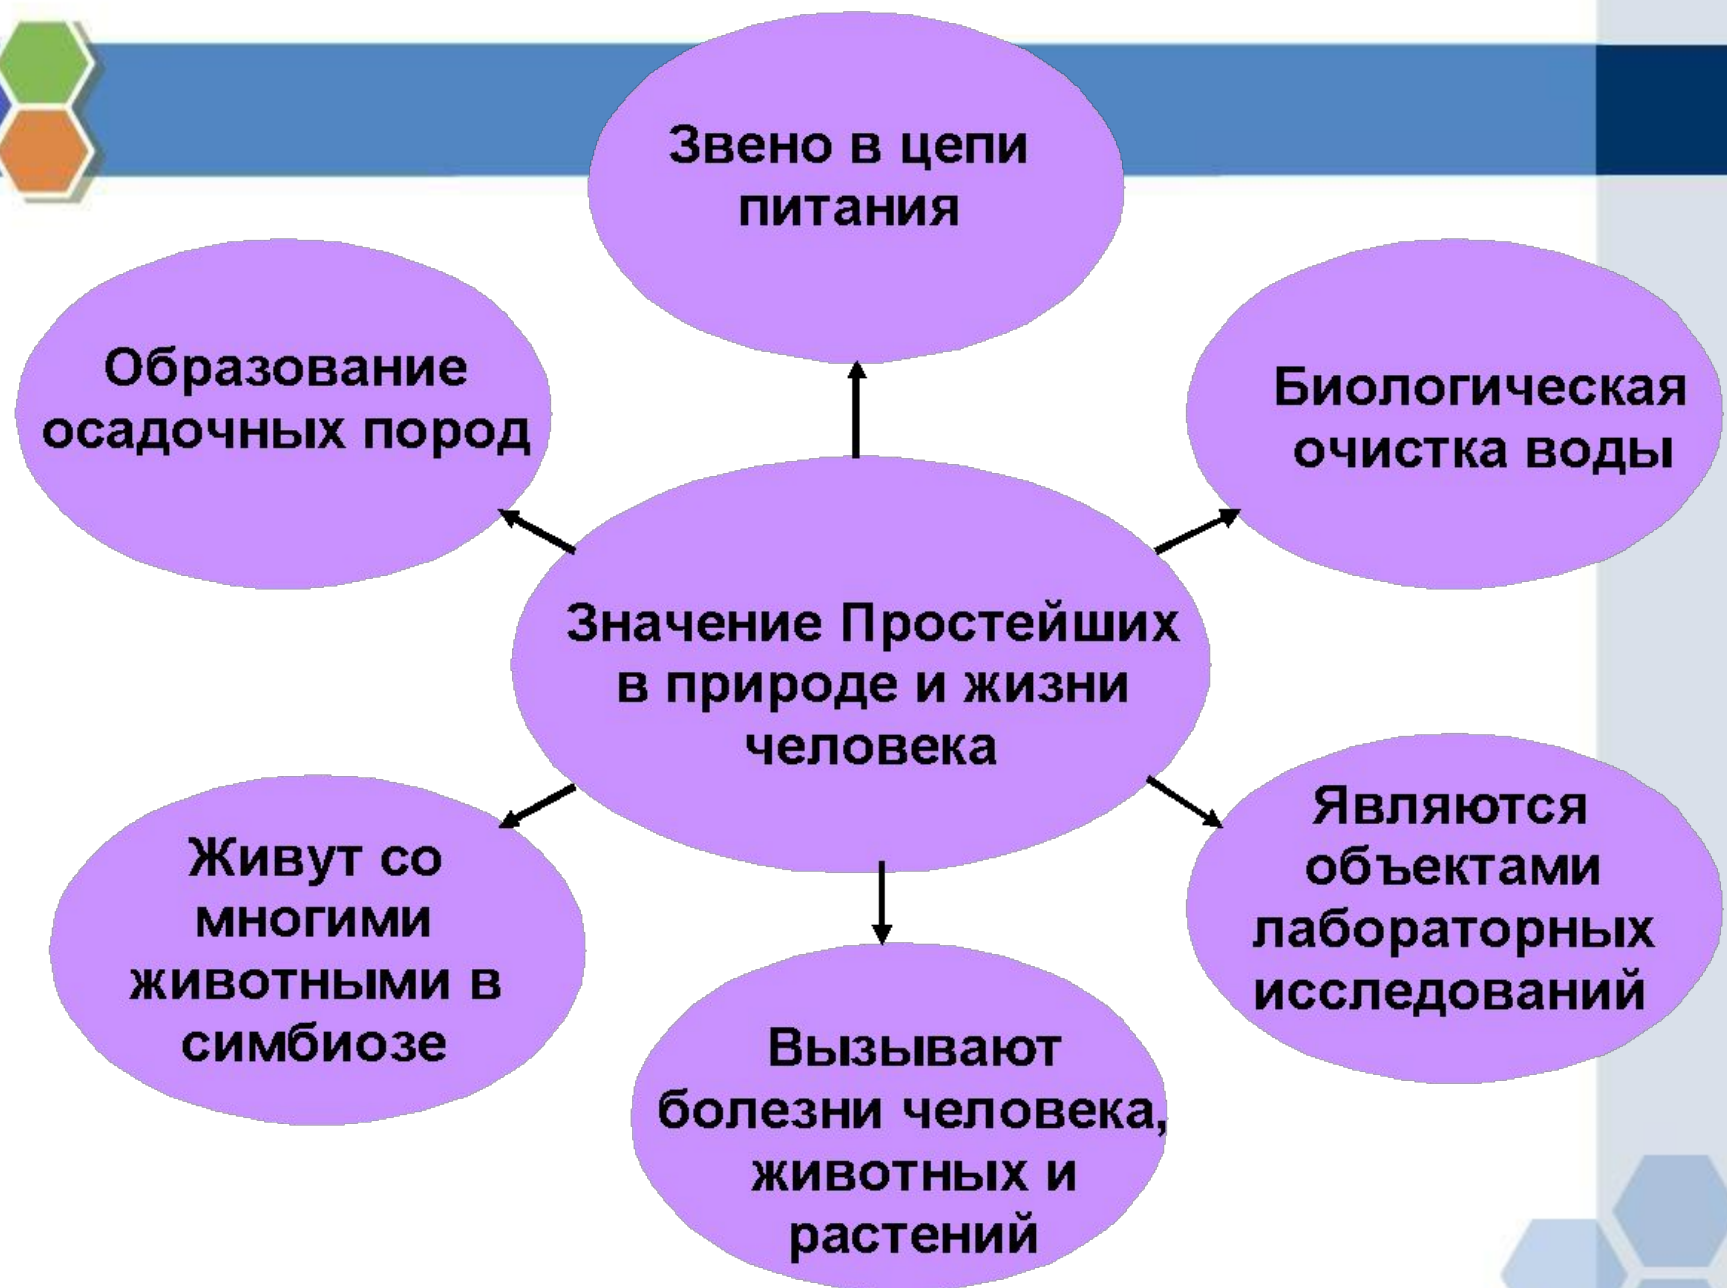 Звено в цепи
питания
Образование
осадочных пород
Биологическая
очистка воды
Значение Простейших
в природе и жизни
человека
Живут со
многими
животными в
симбиозе
Являются
объектами
лабораторных
исследований
Вызывают
болезни человека,
животных и
растений